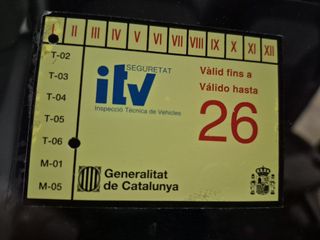 I II III IV V VI VII VIII IX X XI XII
T-02
T-03
T-04
T-05
T-06
M-01
M-05
SEGURETAT
itv
Inspecció Tècnica de Vehicles
Vàlid fins a
Válido hasta
26
Generalitat
de Catalunya